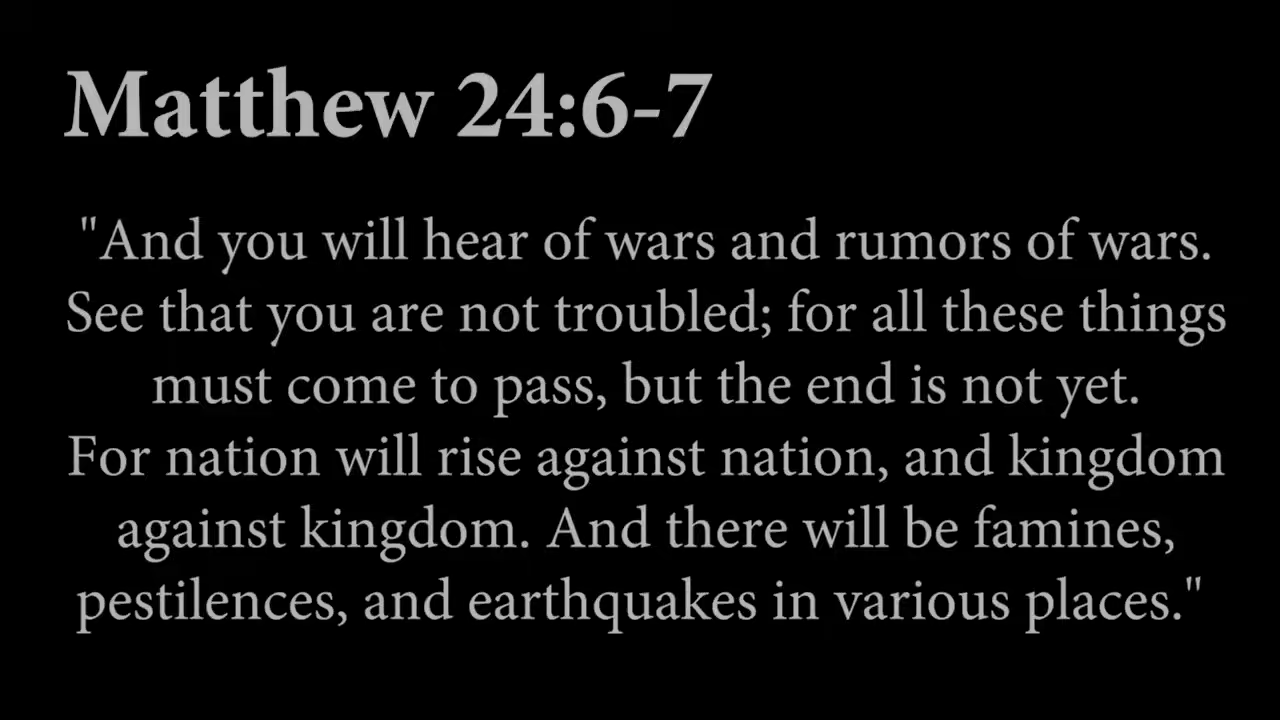 Matthew 24:6-7
"And you will hear of wars and rumors of wars.
See that you are not troubled; for all these things
must come to pass, but the end is not yet.
For nation will rise against nation, and kingdom
against kingdom. And there will be famines,
pestilences, and earthquakes in various places."